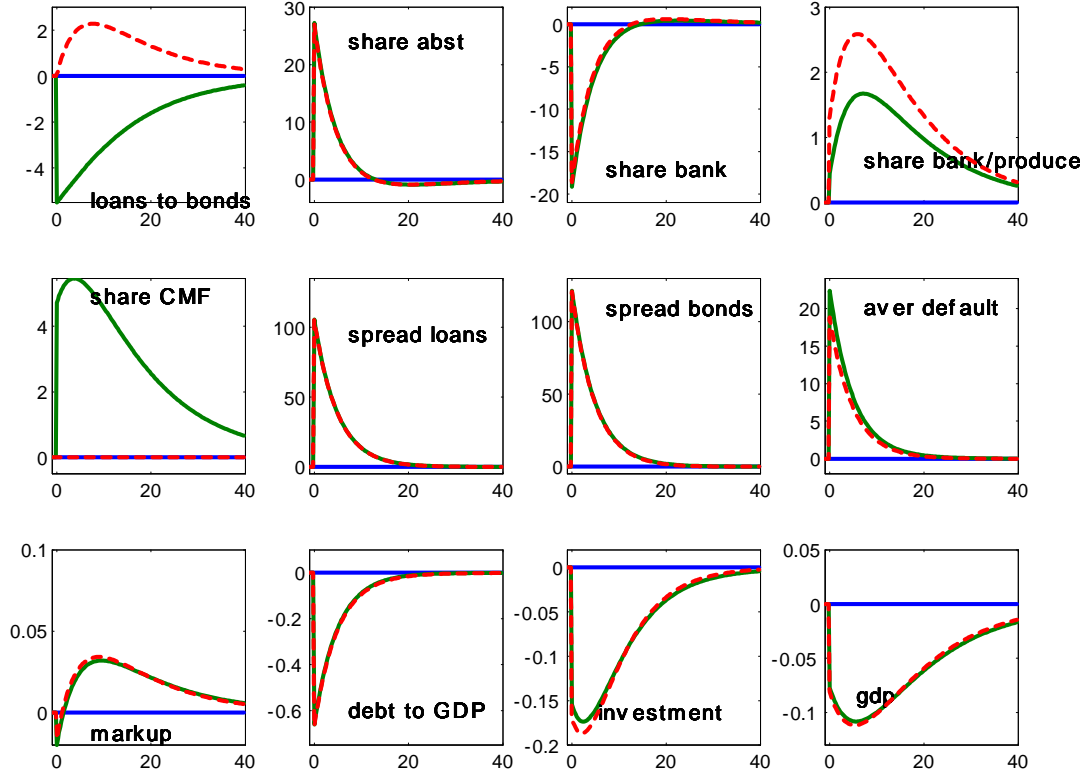 2
0
-2
-4
0 20 40
loans to bonds
30
20
10
0
0 20 40
share abst
0
-5
-10
-15
-20
0 20 40
share bank
3
2
1
0
0 20 40
share bank/produce
4
2
0
0 20 40
share CMF
100
50
0
0 20 40
spread loans
100
50
0
0 20 40
spread bonds
20
15
10
5
0
0 20 40
aver default
0.1
0.05
0
0 20 40
markup
0
-0.2
-0.4
-0.6
0 20 40
debt to GDP
0
-0.05
-0.1
-0.15
-0.2
0 20 40
investment
0.05
0
-0.05
-0.1
0 20 40
gdp